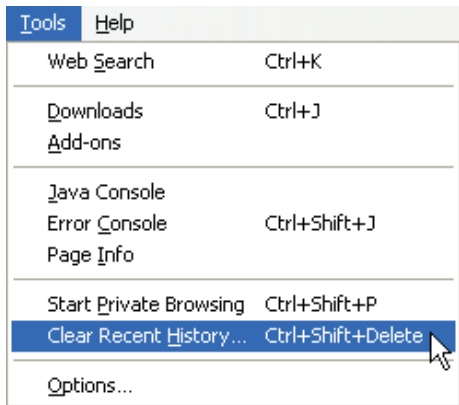 Tools Help
Web Search Ctrl+K
Downloads Ctrl+J
Add-ons
Java Console
Error Console Ctrl+Shift+J
Page Info
Start Private Browsing Ctrl+Shift+P
Clear Recent History... Ctrl+Shift+Delete
Options...